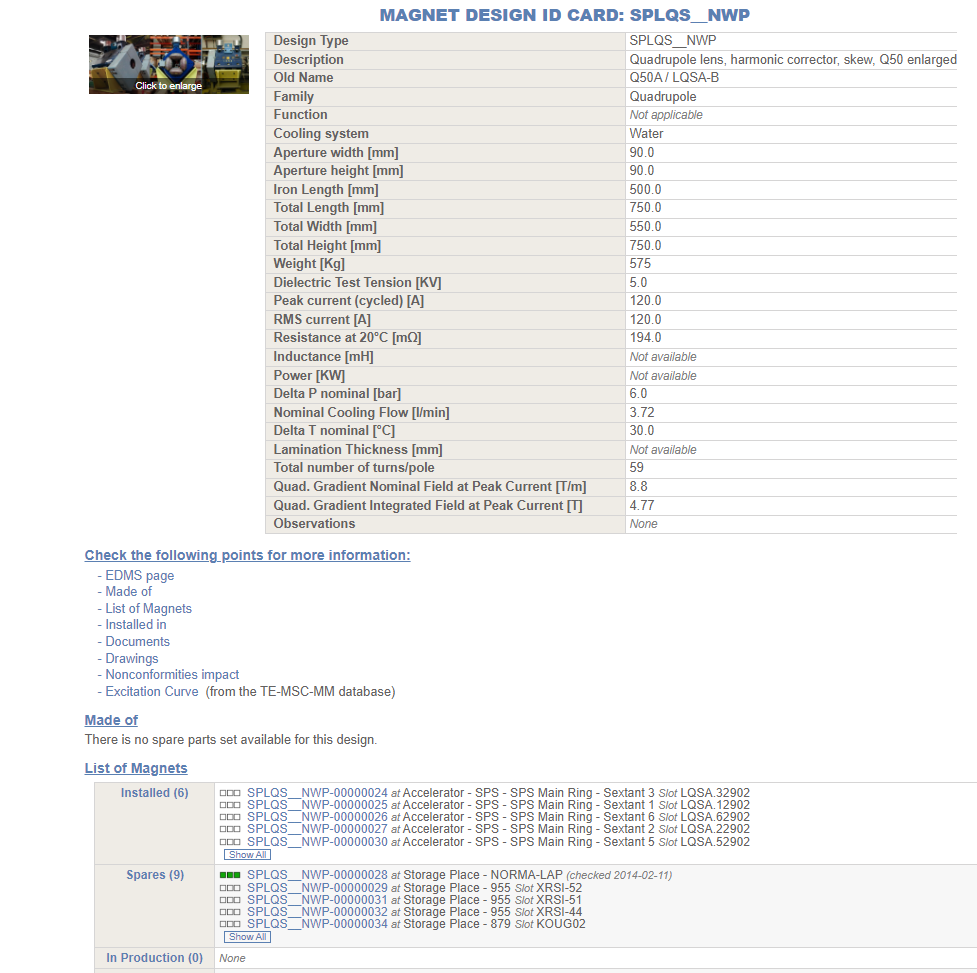 MAGNET DESIGN ID CARD: SPLQS__NWP
Click to enlarge
Design Type SPLQS__NWP
Description Quadrupole lens, harmonic corrector, skew, Q50 enlarged
Old Name Q50A / LQSA-B
Family Quadrupole
Function Not applicable
Cooling system Water
Aperture width [mm] 90.0
Aperture height [mm] 90.0
Iron Length [mm] 500.0
Total Length [mm] 750.0
Total Width [mm] 550.0
Total Height [mm] 750.0
Weight [Kg] 575
Dielectric Test Tension [KV] 5.0
Peak current (cycled) [A] 120.0
RMS current [A] 120.0
Resistance at 20°C [mΩ] 194.0
Inductance [mH] Not available
Power [KW] Not available
Delta P nominal [bar] 6.0
Nominal Cooling Flow [l/min] 3.72
Delta T nominal [°C] 30.0
Lamination Thickness [mm] Not available
Total number of turns/pole 59
Quad. Gradient Nominal Field at Peak Current [T/m] 8.8
Quad. Gradient Integrated Field at Peak Current [T] 4.77
Observations None
Check the following points for more information:
- EDMS page
- Made of
- List of Magnets
- Installed in
- Documents
- Drawings
- Nonconformities impact
- Excitation Curve (from the TE-MSC-MM database)
Made of
There is no spare parts set available for this design.
List of Magnets
Installed (6) SPLQS__NWP-00000024 at Accelerator - SPS - SPS Main Ring - Sextant 3 Slot LQSA.32902
SPLQS__NWP-00000025 at Accelerator - SPS - SPS Main Ring - Sextant 1 Slot LQSA.12902
SPLQS__NWP-00000026 at Accelerator - SPS - SPS Main Ring - Sextant 6 Slot LQSA.62902
SPLQS__NWP-00000027 at Accelerator - SPS - SPS Main Ring - Sextant 2 Slot LQSA.22902
SPLQS__NWP-00000030 at Accelerator - SPS - SPS Main Ring - Sextant 5 Slot LQSA.52902
Show All
Spares (9) SPLQS__NWP-00000028 at Storage Place - NORMA-LAP (checked 2014-02-11)
SPLQS__NWP-00000029 at Storage Place - 955 Slot XRSI-52
SPLQS__NWP-00000031 at Storage Place - 955 Slot XRSI-51
SPLQS__NWP-00000032 at Storage Place - 955 Slot XRSI-44
SPLQS__NWP-00000034 at Storage Place - 879 Slot KOUG02
Show All
In Production (0) None